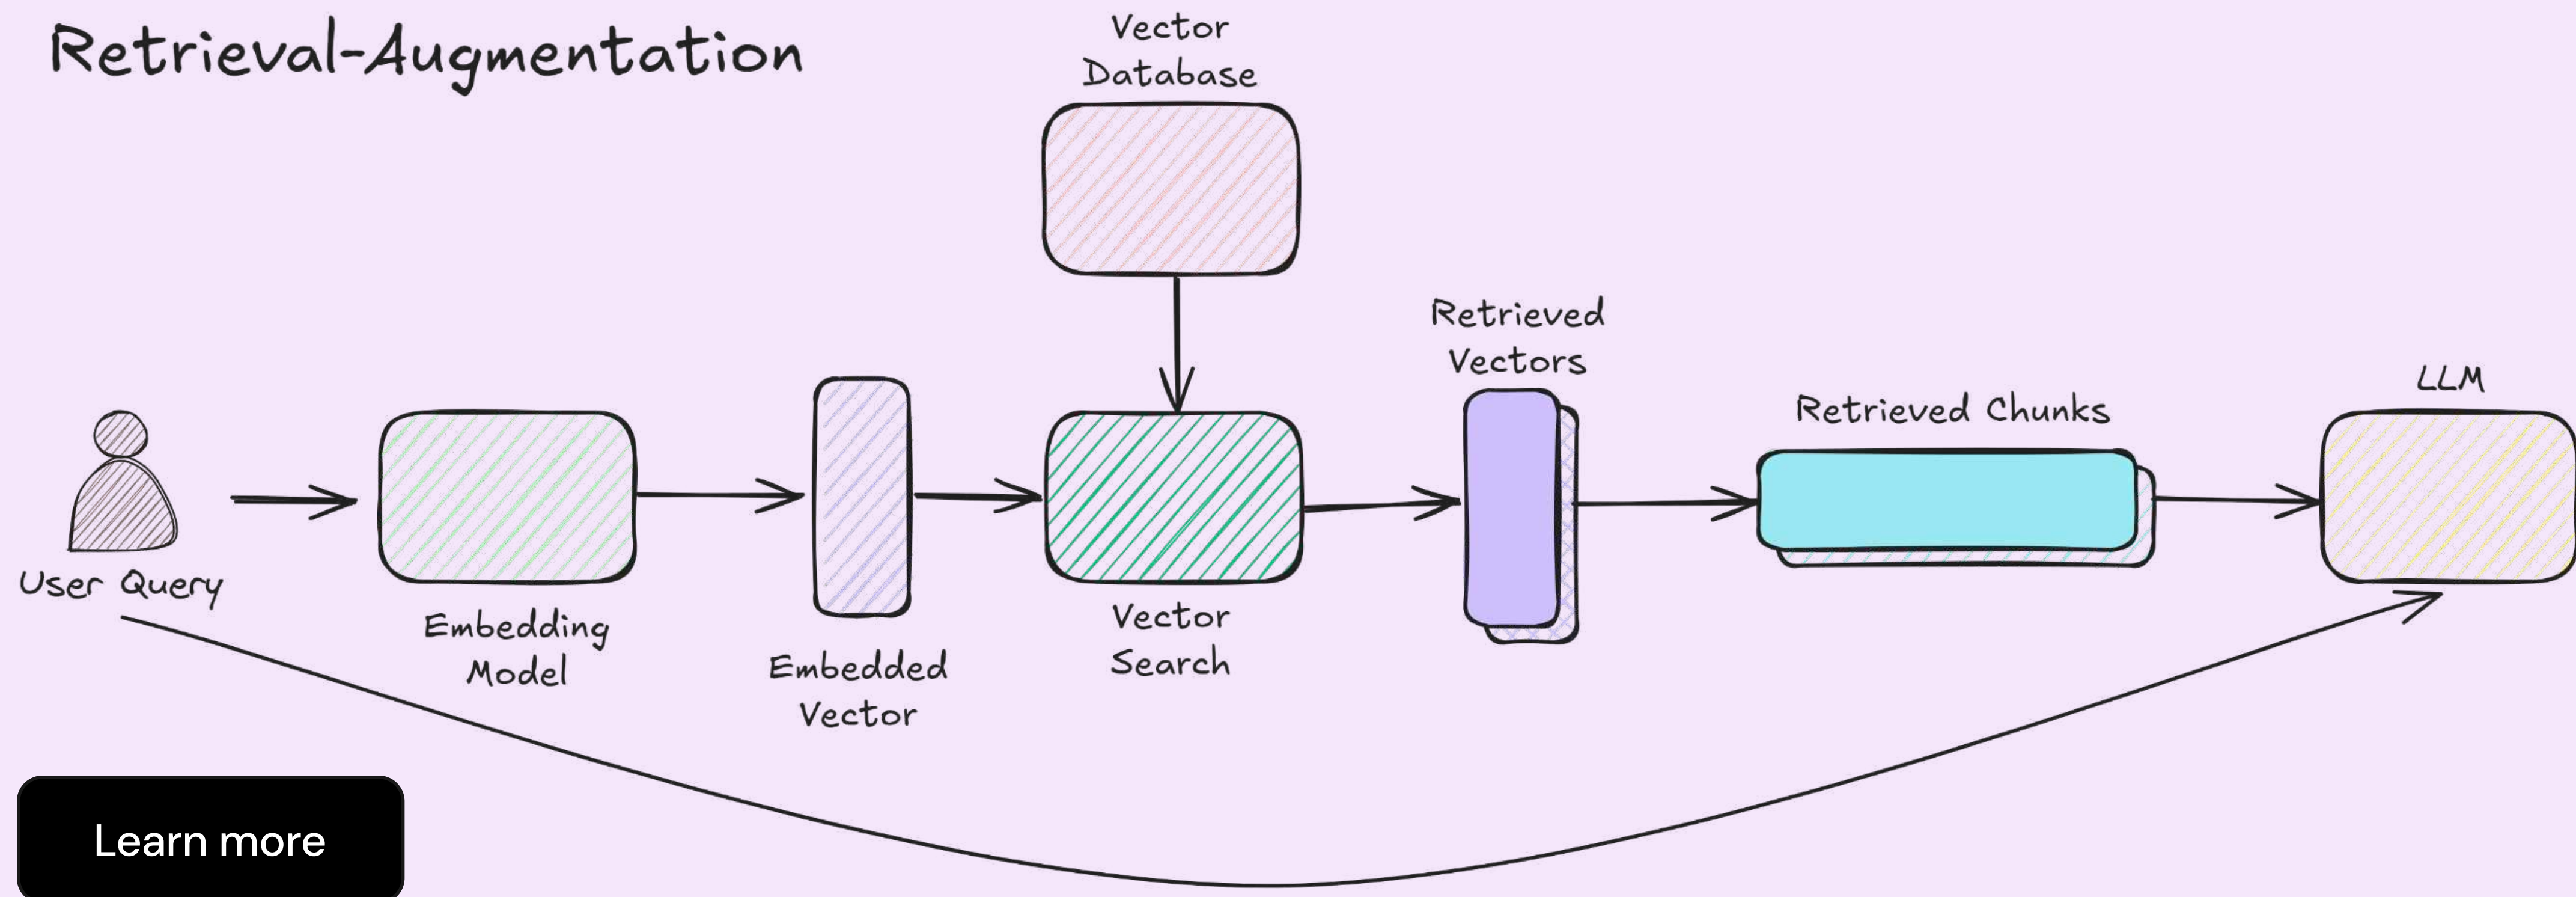 Retrieval-Augmentation
Vector
Database
Retrieved
Vectors
LLM
Retrieved Chunks
User Query
Embedding
Model
Embedded
Vector
Vector
Search
Learn more